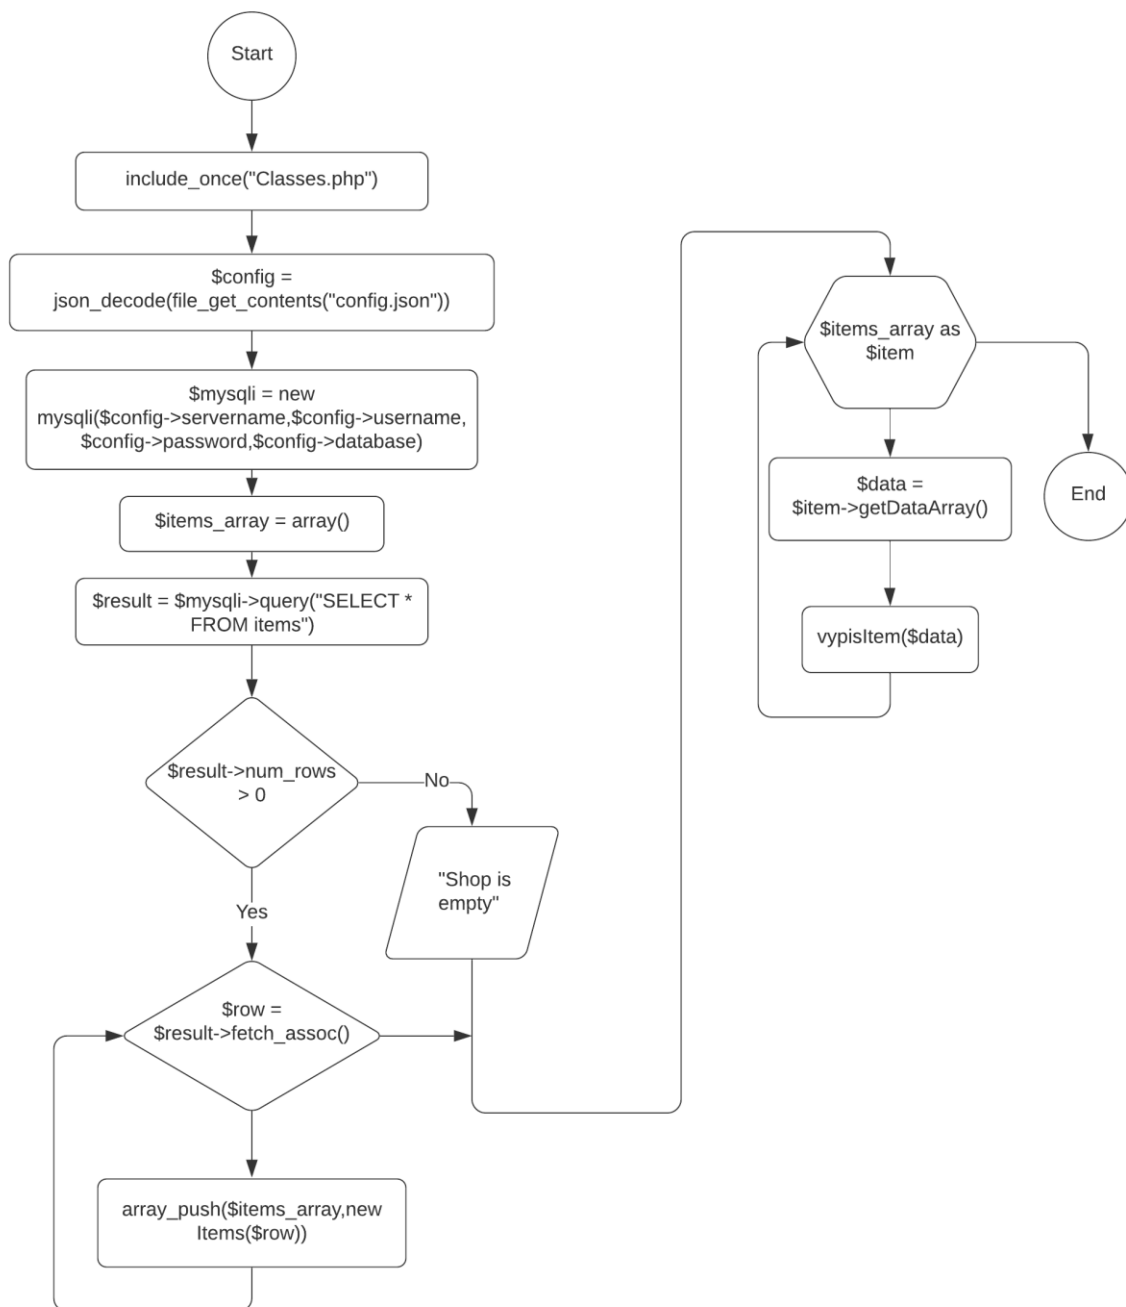 Start
include_once("Classes.php")
$config =
json_decode(file_get_contents("config.json"))
$mysqli = new
mysqli($config->servername,$config->username,
$config->password,$config->database)
$items_array = array()
$result = $mysqli->query("SELECT *
FROM items")
$result->num_rows
> 0
No
"Shop is
empty"
Yes
$row =
$result->fetch_assoc()
array_push($items_array,new
Items($row))
$items_array as
$item
$data =
$item->getDataArray()
vypisItem($data)
End